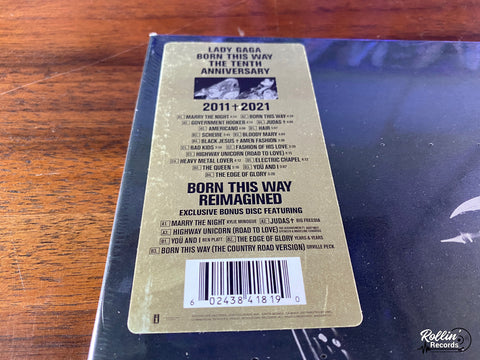 LADY GAGA
BORN THIS WAY
THE TENTH
ANNIVERSARY
2011†2021
MARRY THE NIGHT BORN THIS WAY
GOVERNMENT HOOKER JUDAS †
AMERICANO HAIR
SCHEIẞE BLOODY MARY
BLACK JESUS † AMEN FASHION
BAD KIDS FASHION OF HIS LOVE
HIGHWAY UNICORN (ROAD TO LOVE)
HEAVY METAL LOVER ELECTRIC CHAPEL
THE QUEEN YOU AND I
THE EDGE OF GLORY
BORN THIS WAY
REIMAGINED
EXCLUSIVE BONUS DISC FEATURING
MARRY THE NIGHT KYLIE MINOGUE JUDAS† BIG FREEDIA
HIGHWAY UNICORN (ROAD TO LOVE)
YOU AND I BEN PLATT THE EDGE OF GLORY YEARS & YEARS
BORN THIS WAY (THE COUNTRY ROAD VERSION) ORVILLE PECK
6 02438 41819 0
Rollin'
Records